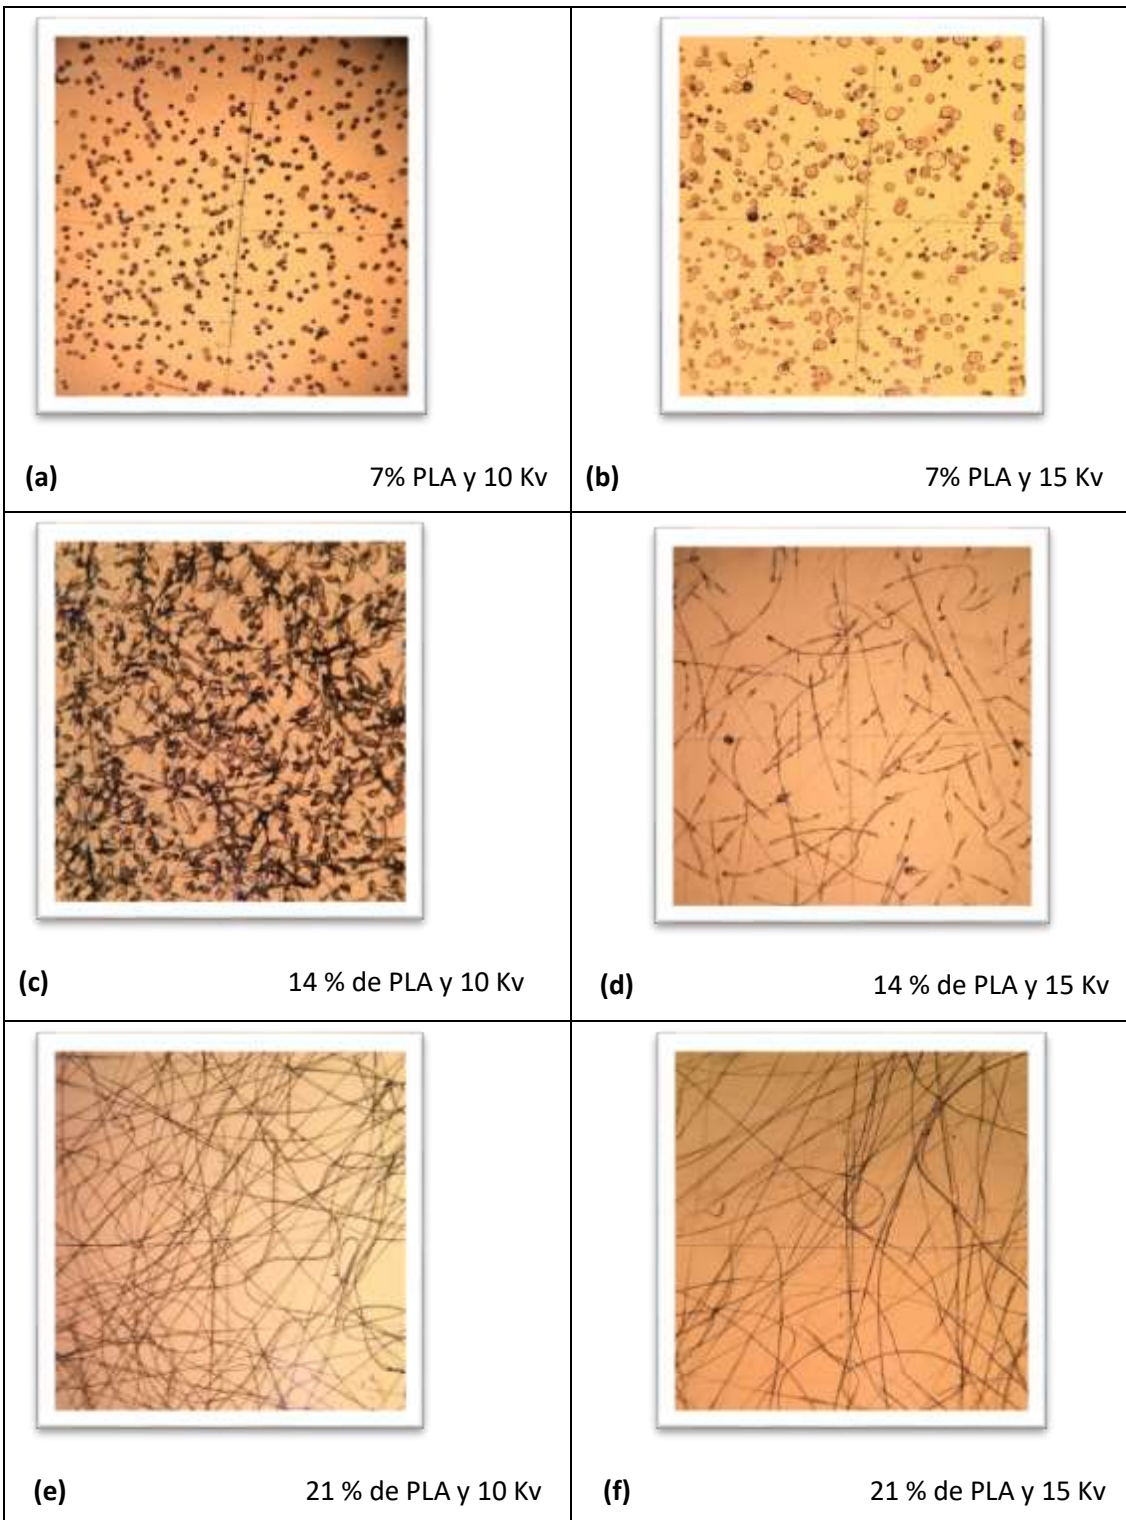 (a) 7% PLA y 10 Kv
(b) 7% PLA y 15 Kv
(c) 14 % de PLA y 10 Kv
(d) 14 % de PLA y 15 Kv
(e) 21 % de PLA y 10 Kv
(f) 21 % de PLA y 15 Kv